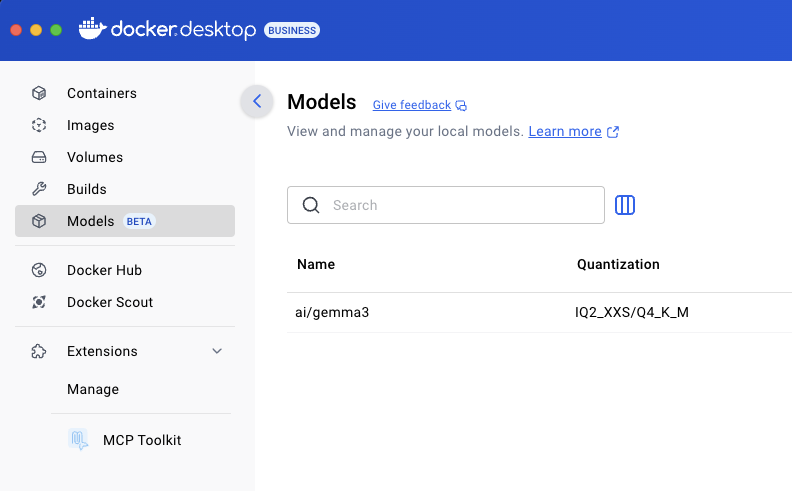 docker.desktop BUSINESS
Containers
Images
Volumes
Builds
Models BETA
Docker Hub
Docker Scout
Extensions
Manage
MCP Toolkit
Models Give feedback
View and manage your local models. Learn more
Search
Name Quantization
ai/gemma3 IQ2_XXS/Q4_K_M